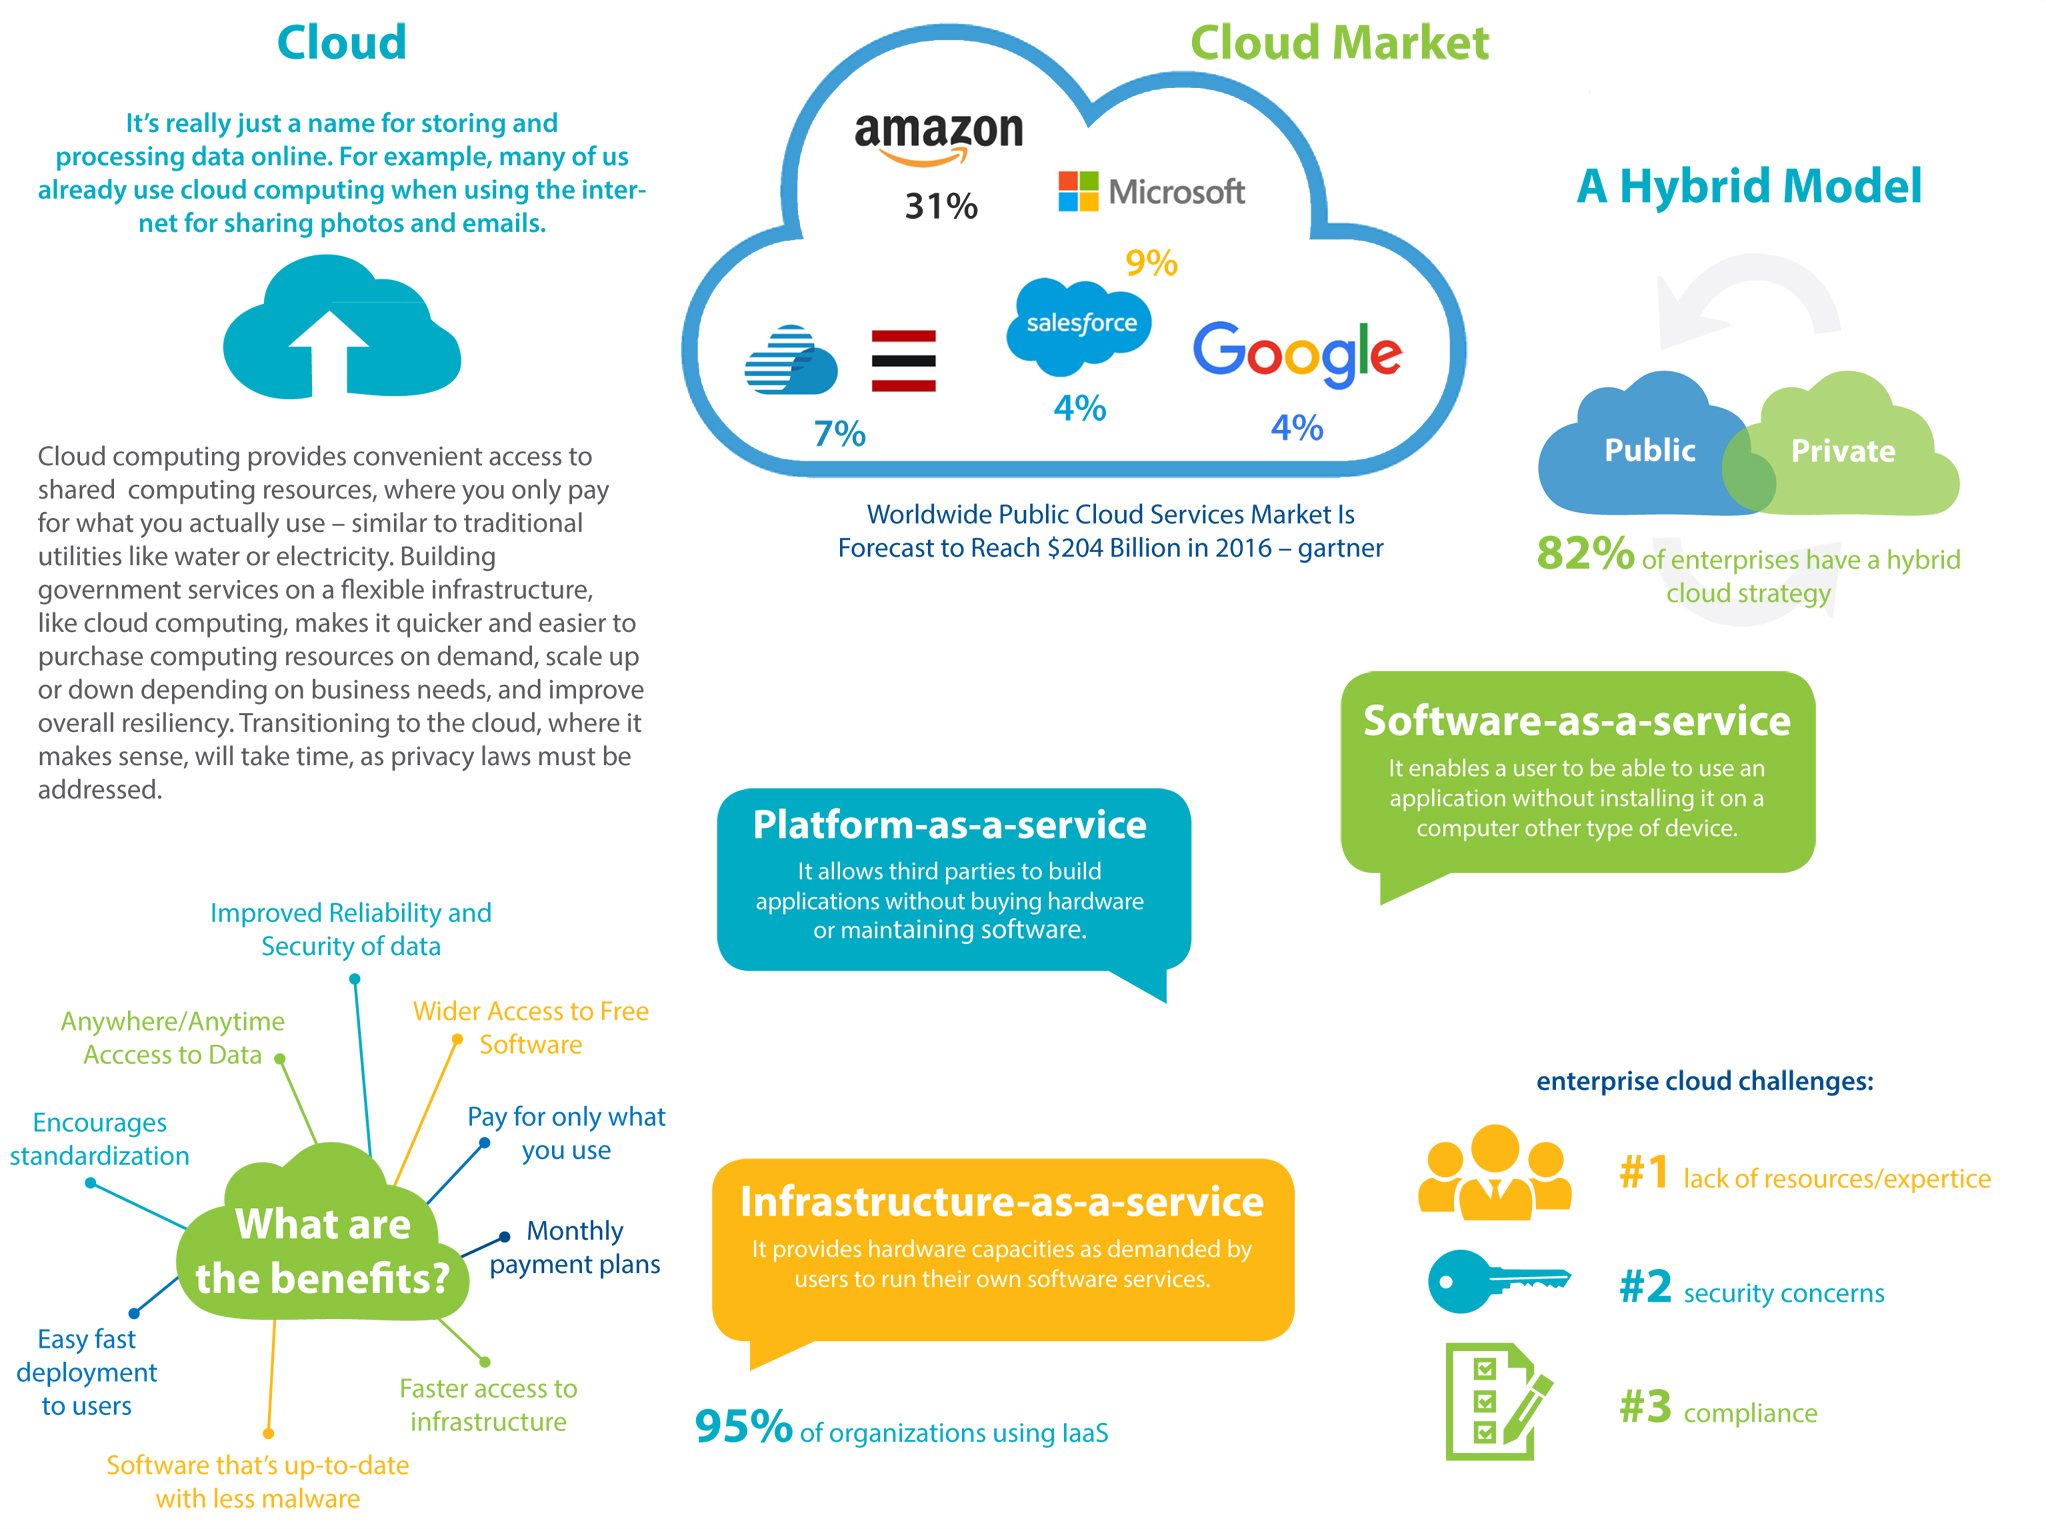 Cloud
It's really just a name for storing and
processing data online. For example, many of us
already use cloud computing when using the inter-
net for sharing photos and emails.
Cloud computing provides convenient access to
shared computing resources, where you only pay
for what you actually use – similar to traditional
utilities like water or electricity. Building
government services on a flexible infrastructure,
like cloud computing, makes it quicker and easier to
purchase computing resources on demand, scale up
or down depending on business needs, and improve
overall resiliency. Transitioning to the cloud, where it
makes sense, will take time, as privacy laws must be
addressed.
Improved Reliability and
Security of data
Anywhere/Anytime
Acccess to Data
Wider Access to Free
Software
Encourages
standardization
Pay for only what
you use
What are
the benefits?
Monthly
payment plans
Easy fast
deployment
to users
Faster access to
infrastructure
Software that's up-to-date
with less malware
Cloud Market
amazon
31%
Microsoft
9%
7%
salesforce
4%
Google
4%
Worldwide Public Cloud Services Market Is
Forecast to Reach $204 Billion in 2016 – gartner
A Hybrid Model
Public
Private
82% of enterprises have a hybrid
cloud strategy
Software-as-a-service
It enables a user to be able to use an
application without installing it on a
computer other type of device.
Platform-as-a-service
It allows third parties to build
applications without buying hardware
or maintaining software.
Infrastructure-as-a-service
It provides hardware capacities as demanded by
users to run their own software services.
95% of organizations using IaaS
enterprise cloud challenges:
#1 lack of resources/expertice
#2 security concerns
#3 compliance